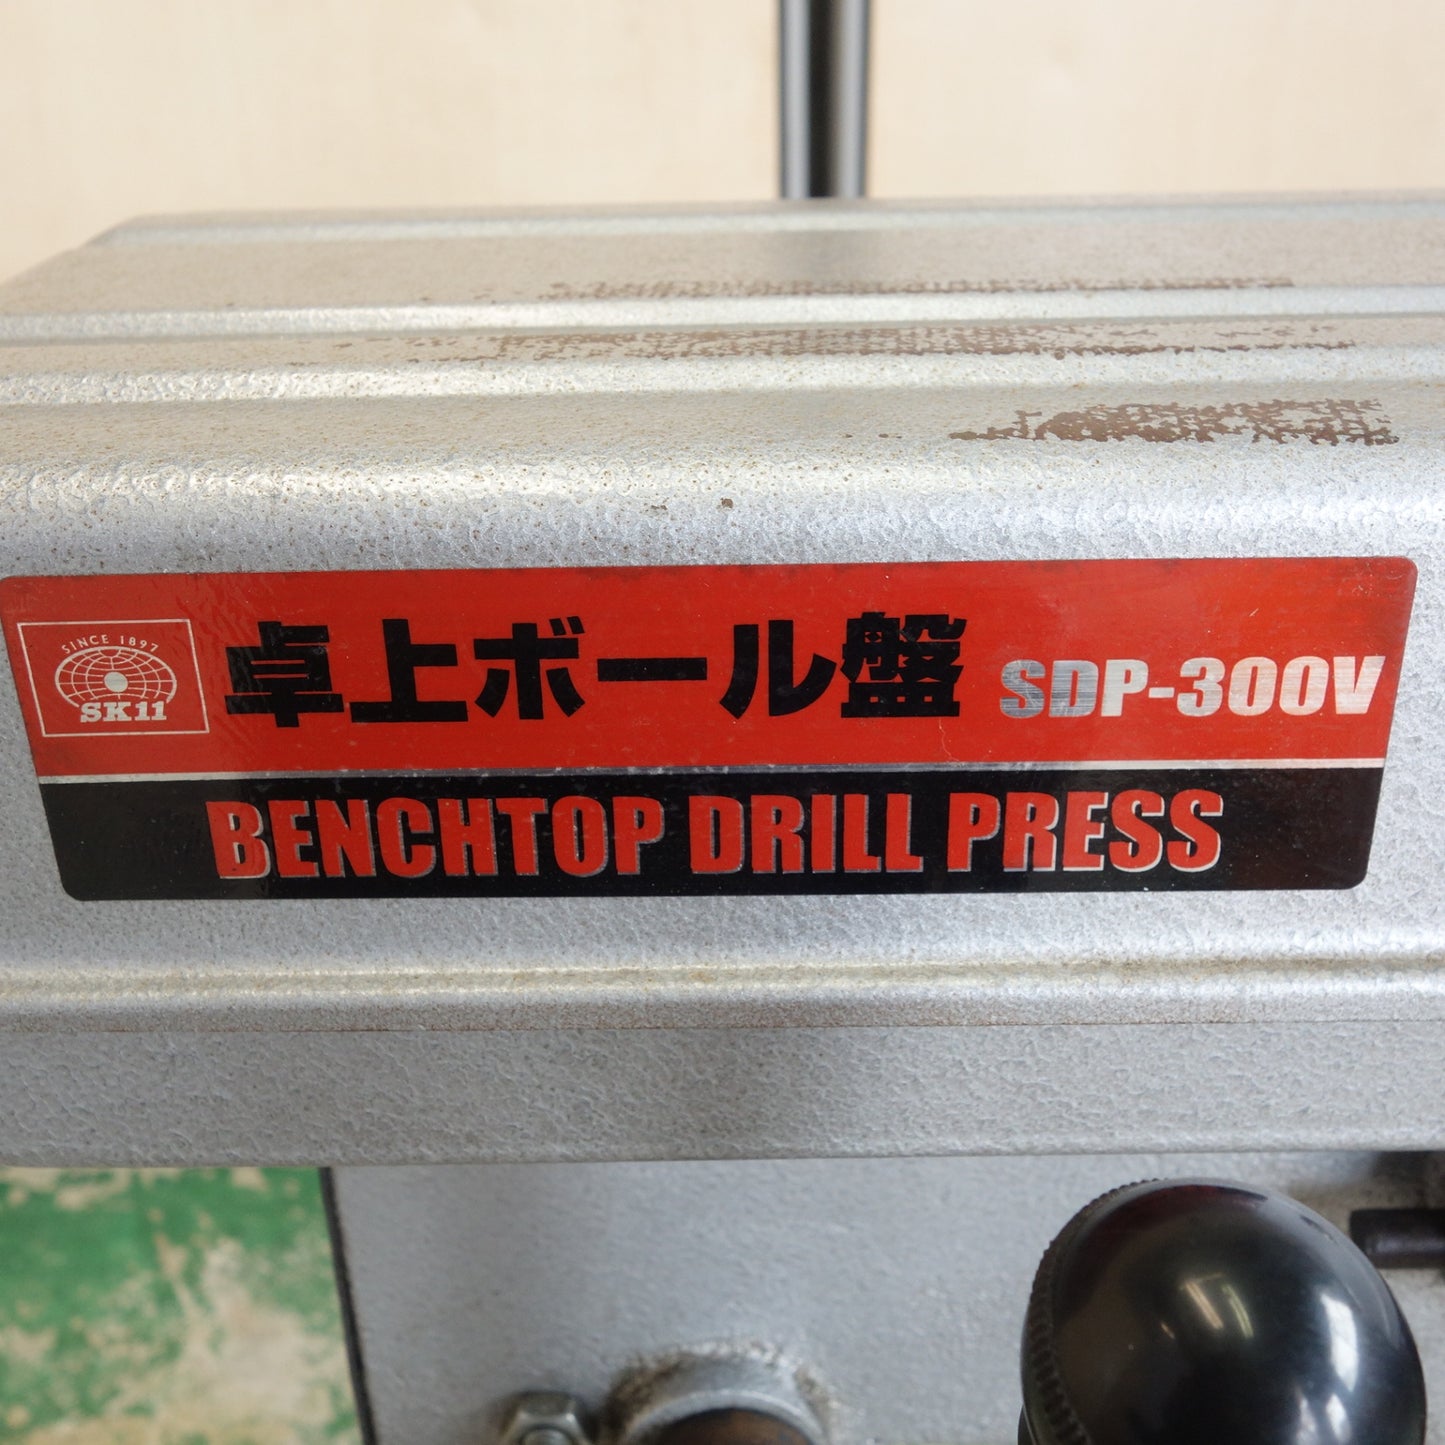 SINCE 1897
SK11
卓上ボール盤 SDP-300V
BENCHTOP DRILL PRESS